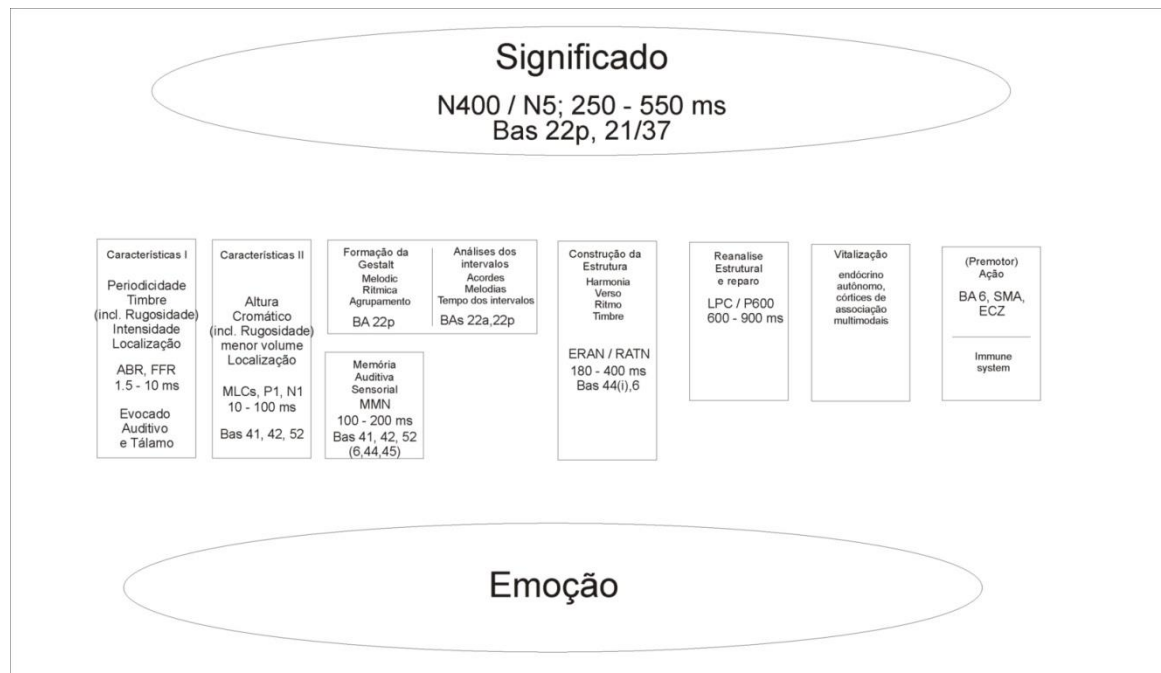 Significado
N400 / N5; 250 - 550 ms
Bas 22p, 21/37
Características I
Periodicidade
Timbre
(incl. Rugosidade)
Intensidade
Localização
ABR, FFR
1.5 - 10 ms
Evocado
Auditivo
e Tálamo
Características II
Altura
Cromático
(incl. Rugosidade)
menor volume
Localização
MLCs, P1, N1
10 - 100 ms
Bas 41, 42, 52
Formação da
Gestalt
Melodic
Ritmica
Agrupamento
BA 22p
Análises dos
intervalos
Acordes
Melodias
Tempo dos intervalos
BAs 22a,22p
Memória
Auditiva
Sensorial
MMN
100 - 200 ms
Bas 41, 42, 52
(6,44,45)
Construção da
Estrutura
Harmonia
Verso
Ritmo
Timbre
ERAN / RATN
180 - 400 ms
Bas 44(i),6
Reanalise
Estrutural
e reparo
LPC / P600
600 - 900 ms
Vitalização
endócrino
autônomo,
córtices de
associação
multimodais
(Premotor)
Ação
BA 6, SMA,
ECZ
Immune
system
Emoção